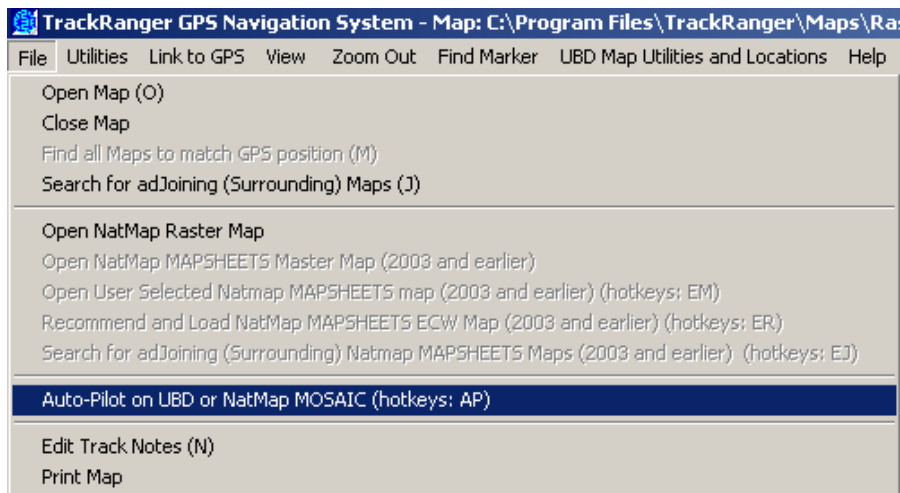 TrackRanger GPS Navigation System - Map: C:\Program Files\TrackRanger\Maps\Ras
File Utilities Link to GPS View Zoom Out Find Marker UBD Map Utilities and Locations Help
Open Map (O)
Close Map
Find all Maps to match GPS position (M)
Search for adJoining (Surrounding) Maps (J)
Open NatMap Raster Map
Open NatMap MAPSHEETS Master Map (2003 and earlier)
Open User Selected Natmap MAPSHEETS map (2003 and earlier) (hotkeys: EM)
Recommend and Load NatMap MAPSHEETS ECW Map (2003 and earlier) (hotkeys: ER)
Search for adJoining (Surrounding) Natmap MAPSHEETS Maps (2003 and earlier) (hotkeys: EJ)
Auto-Pilot on UBD or NatMap MOSAIC (hotkeys: AP)
Edit Track Notes (N)
Print Map